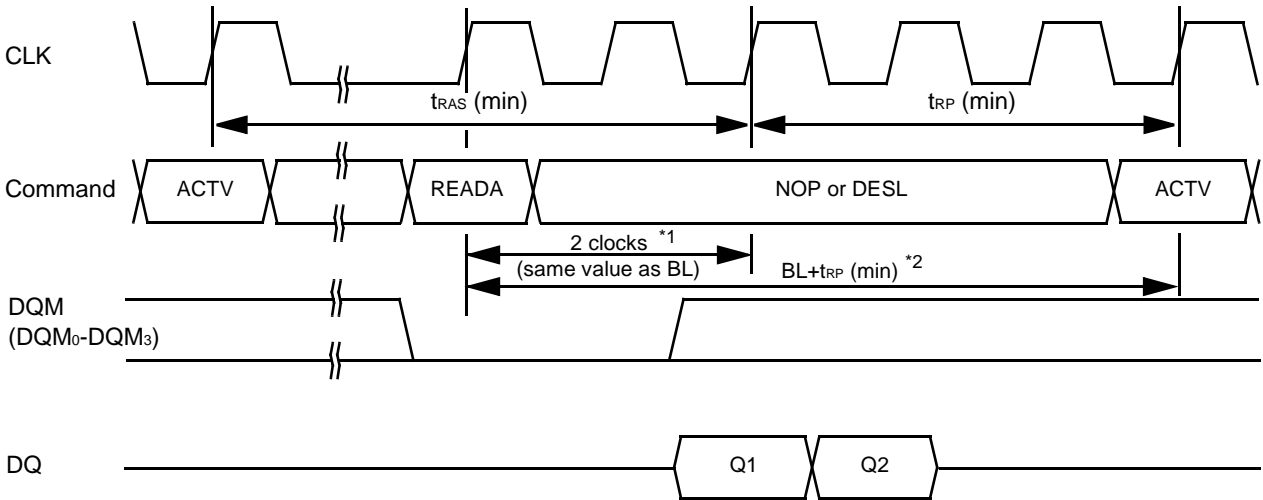 CLK
tRAS (min)
tRP (min)
Command
ACTV
READA
NOP or DESL
ACTV
2 clocks *1
(same value as BL)
BL+tRP (min) *2
DQM
(DQM0-DQM3)
DQ
Q1
Q2